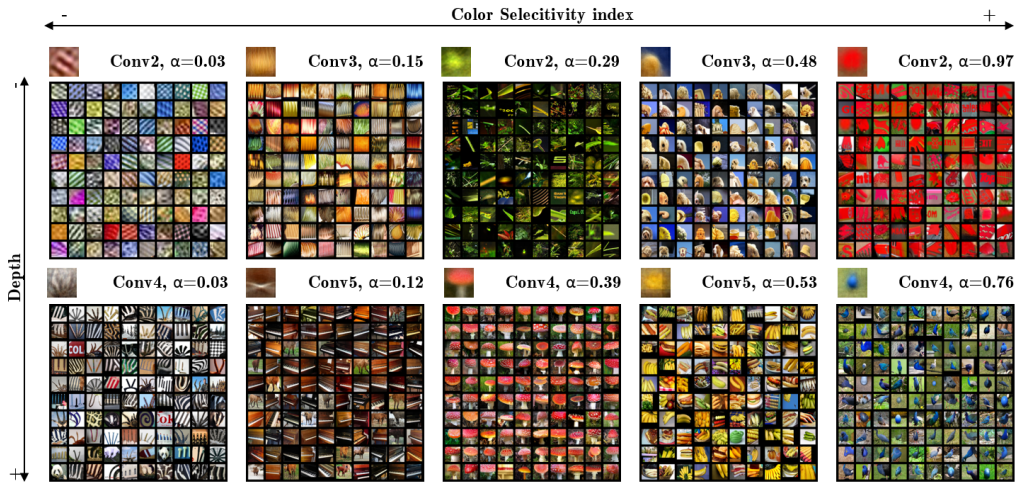 Color Selecitivity index
- +
Conv2, α=0.03
Conv3, α=0.15
Conv2, α=0.29
Conv3, α=0.48
Conv2, α=0.97
-
Depth
+
Conv4, α=0.03
Conv5, α=0.12
Conv4, α=0.39
Conv5, α=0.53
Conv4, α=0.76
COL